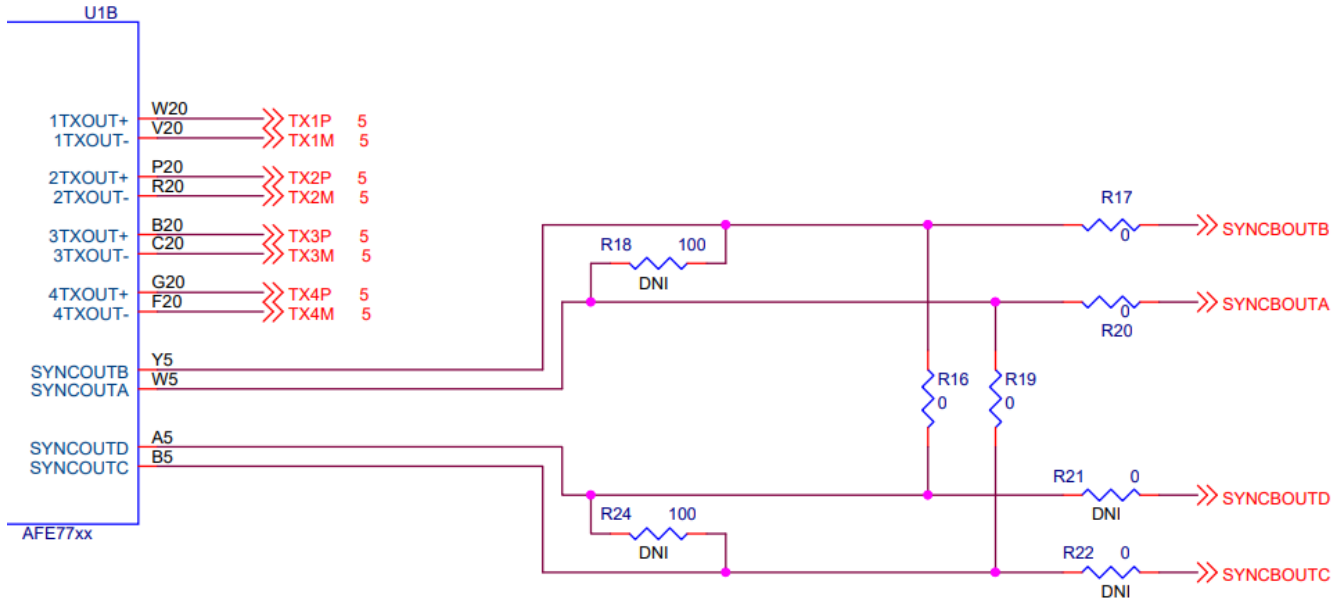 U1B
1TXOUT+ W20 TX1P 5
1TXOUT- V20 TX1M 5
2TXOUT+ P20 TX2P 5
2TXOUT- R20 TX2M 5
3TXOUT+ B20 TX3P 5
3TXOUT- C20 TX3M 5
4TXOUT+ G20 TX4P 5
4TXOUT- F20 TX4M 5
R17
0
SYNCBOUTB
R18 100
DNI
0
R20
SYNCBOUTA
SYNCOUTB Y5
SYNCOUTA W5
R16
0
R19
0
SYNCOUTD A5
SYNCOUTC B5
R21 0
DNI
SYNCBOUTD
R24 100
DNI
R22 0
DNI
SYNCBOUTC
AFE77xx